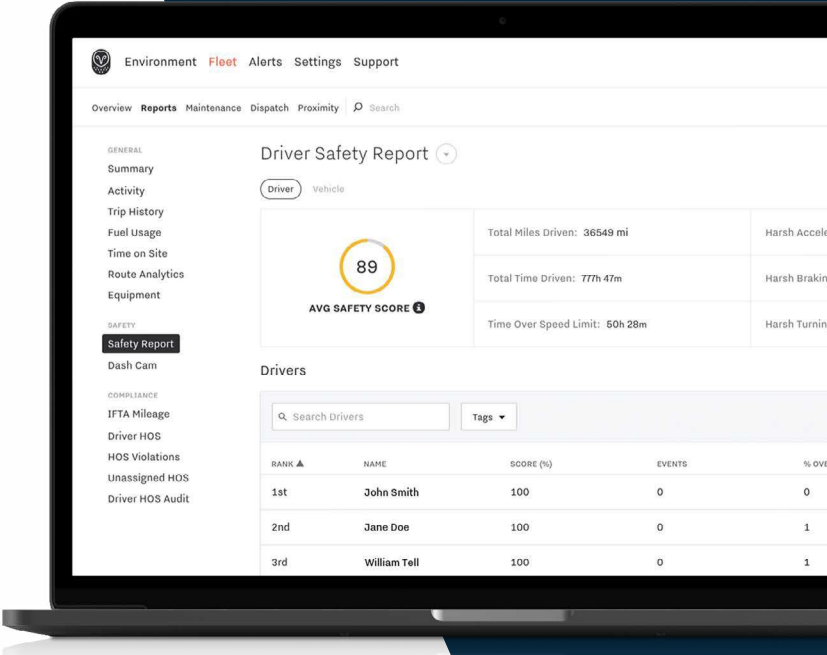 Environment Fleet Alerts Settings Support
Overview Reports Maintenance Dispatch Proximity Search
GENERAL
Summary
Activity
Trip History
Fuel Usage
Time on Site
Route Analytics
Equipment
SAFETY
Safety Report
Dash Cam
COMPLIANCE
IFTA Mileage
Driver HOS
HOS Violations
Unassigned HOS
Driver HOS Audit
Driver Safety Report
Driver Vehicle
89
AVG SAFETY SCORE
Total Miles Driven: 36549 mi
Total Time Driven: 777h 47m
Time Over Speed Limit: 50h 28m
Harsh Accele
Harsh Brakin
Harsh Turnin
Drivers
Search Drivers
Tags
RANK NAME SCORE (%) EVENTS % OVE
1st John Smith 100 0 0
2nd Jane Doe 100 0 1
3rd William Tell 100 0 1